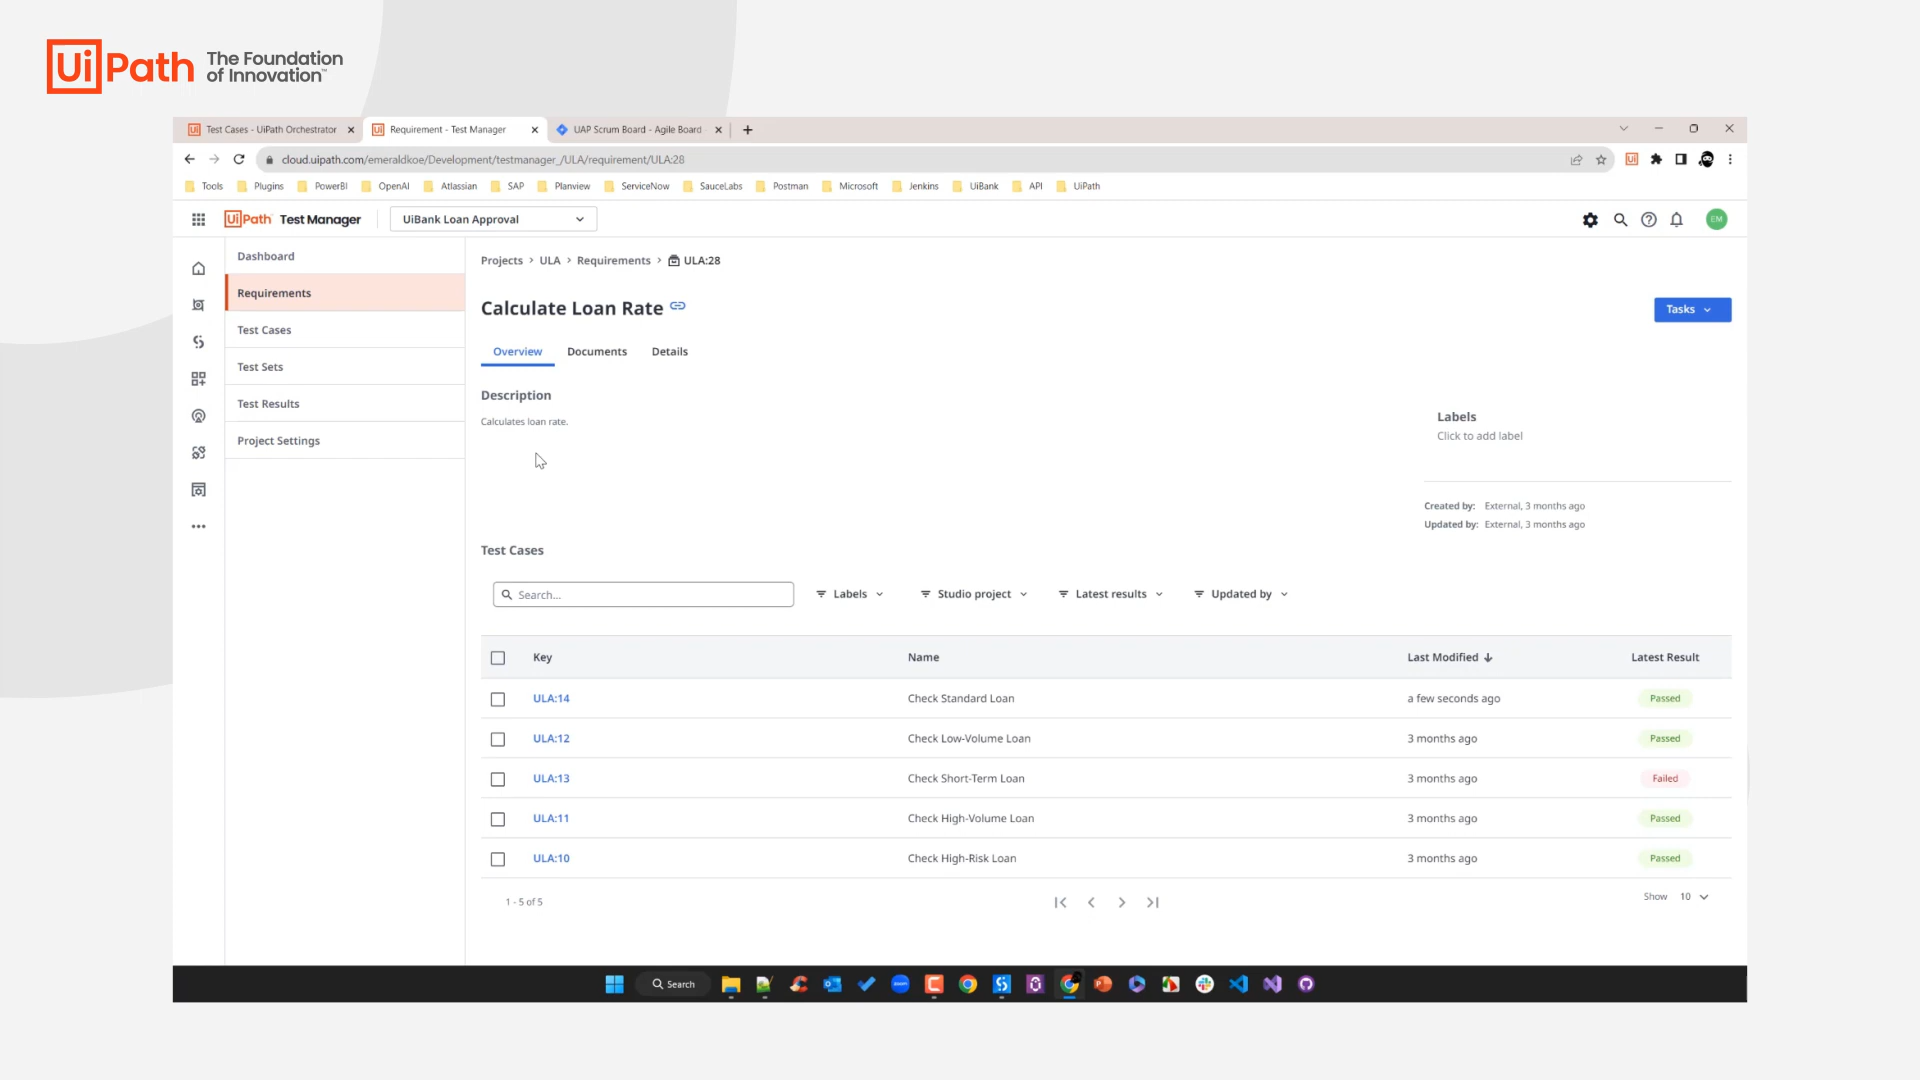 UiPath The Foundation
of Innovation™
Test Cases - UiPath Orchestrator
Requirement - Test Manager
UAP Scrum Board - Agile Board
cloud.uipath.com/emeraldkoe/Development/testmanager_/ULA/requirement/ULA:28
Tools Plugins PowerBI OpenAI Atlassian SAP Planview ServiceNow SauceLabs Postman Microsoft Jenkins UiBank API UiPath
UiPath Test Manager
UiBank Loan Approval
EM
Dashboard
Requirements
Test Cases
Test Sets
Test Results
Project Settings
Projects > ULA > Requirements > ULA:28
Calculate Loan Rate
Tasks
Overview Documents Details
Description
Calculates loan rate.
Labels
Click to add label
Created by: External, 3 months ago
Updated by: External, 3 months ago
Test Cases
Search...
Labels
Studio project
Latest results
Updated by
Key Name Last Modified Latest Result
ULA:14 Check Standard Loan a few seconds ago Passed
ULA:12 Check Low-Volume Loan 3 months ago Passed
ULA:13 Check Short-Term Loan 3 months ago Failed
ULA:11 Check High-Volume Loan 3 months ago Passed
ULA:10 Check High-Risk Loan 3 months ago Passed
1 - 5 of 5
Show 10
Search